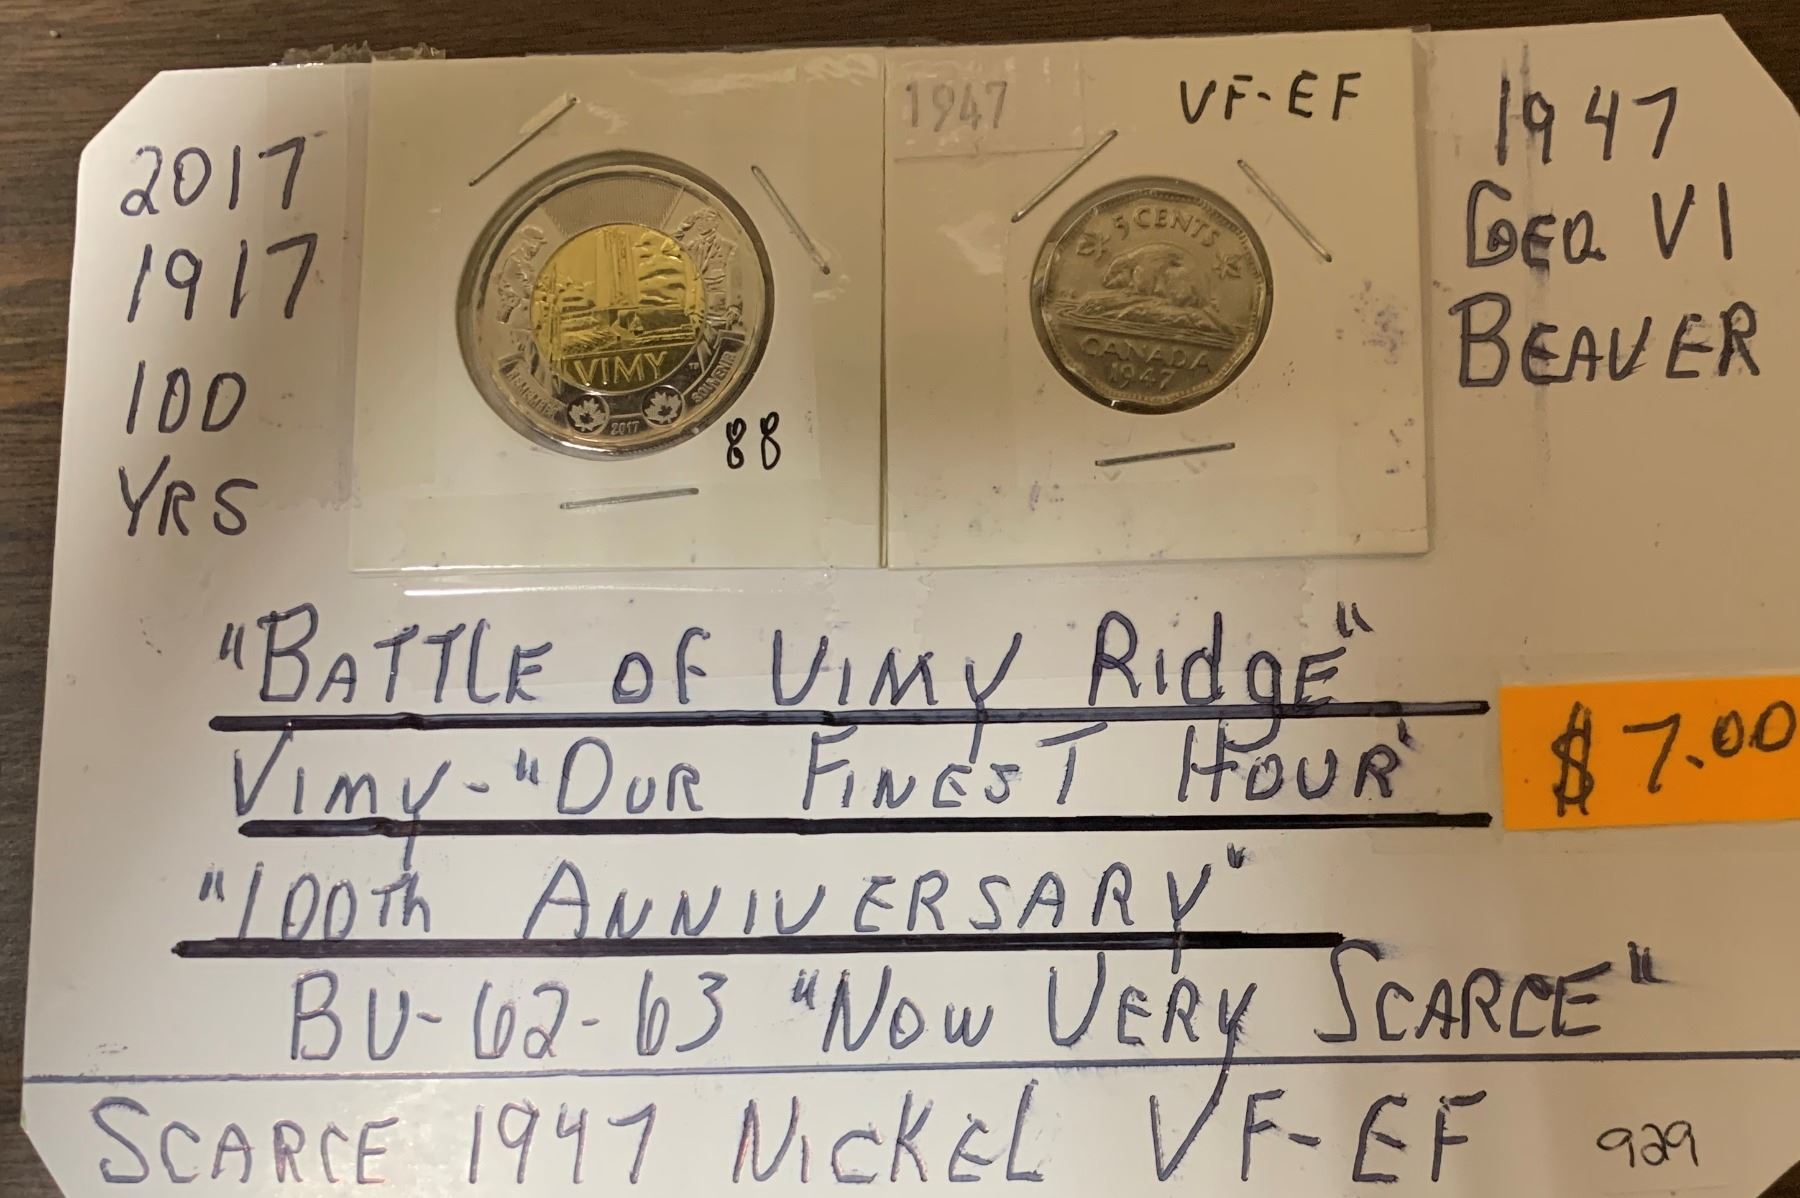 2017
1917
100
YRS
VIMY
REMEMBER
SOUVENIR
2017
88
1947
VF-EF
5 CENTS
CANADA
1947
1947
GEO. VI
BEAVER
"BATTLE OF VIMY RIdgE"
VIMY-"OUR FINEST HOUR'
$7.00
"100Th ANNIVERSARY"
BU-62-63 "NOW VERY SCARCE"
SCARCE 1947 NICKEL VF-EF
929